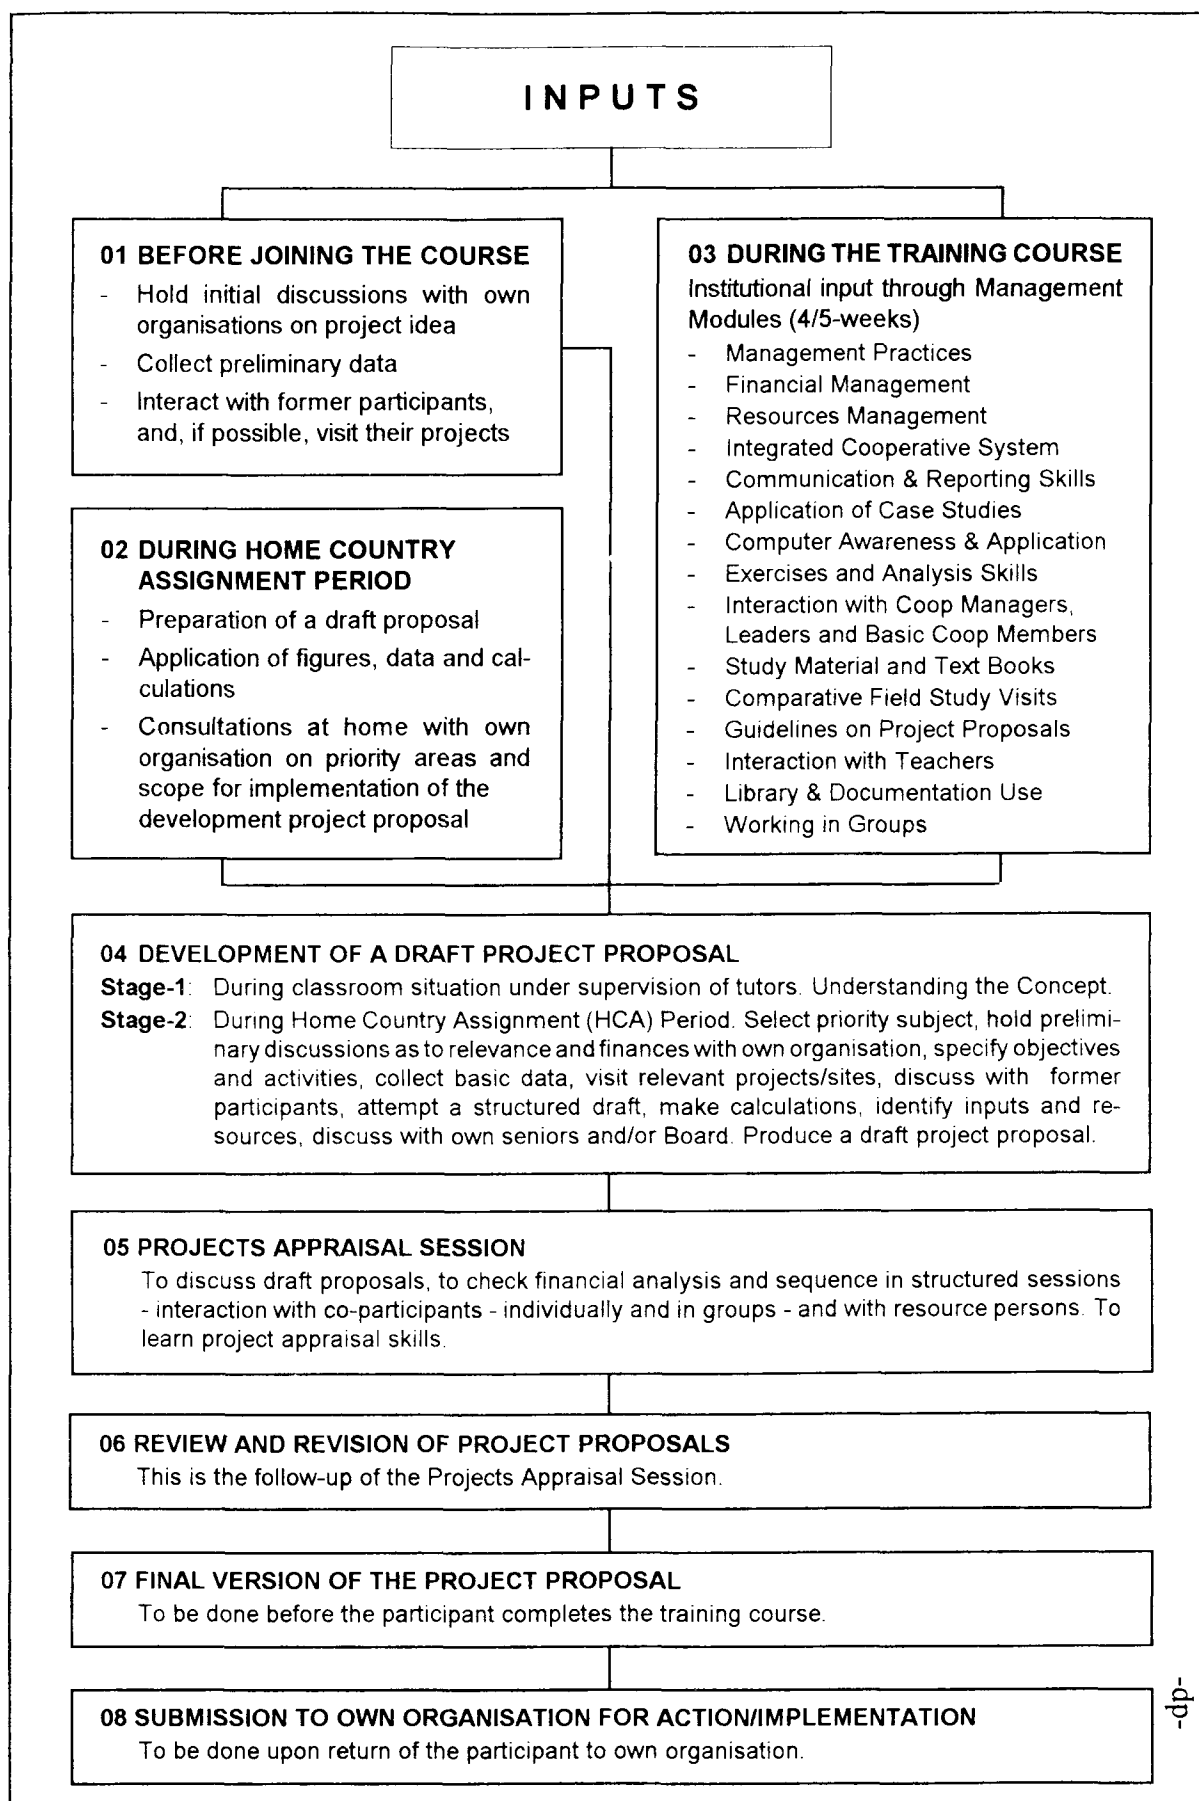 INPUTS
01 BEFORE JOINING THE COURSE
- Hold initial discussions with own
organisations on project idea
- Collect preliminary data
- Interact with former participants,
and, if possible, visit their projects
02 DURING HOME COUNTRY
ASSIGNMENT PERIOD
- Preparation of a draft proposal
- Application of figures, data and cal-
culations
- Consultations at home with own
organisation on priority areas and
scope for implementation of the
development project proposal
03 DURING THE TRAINING COURSE
Institutional input through Management
Modules (4/5-weeks)
- Management Practices
- Financial Management
- Resources Management
- Integrated Cooperative System
- Communication & Reporting Skills
- Application of Case Studies
- Computer Awareness & Application
- Exercises and Analysis Skills
- Interaction with Coop Managers,
Leaders and Basic Coop Members
- Study Material and Text Books
- Comparative Field Study Visits
- Guidelines on Project Proposals
- Interaction with Teachers
- Library & Documentation Use
- Working in Groups
04 DEVELOPMENT OF A DRAFT PROJECT PROPOSAL
Stage-1: During classroom situation under supervision of tutors. Understanding the Concept.
Stage-2: During Home Country Assignment (HCA) Period. Select priority subject, hold prelimi-
nary discussions as to relevance and finances with own organisation, specify objectives
and activities, collect basic data, visit relevant projects/sites, discuss with former
participants, attempt a structured draft, make calculations, identify inputs and re-
sources, discuss with own seniors and/or Board. Produce a draft project proposal.
05 PROJECTS APPRAISAL SESSION
To discuss draft proposals, to check financial analysis and sequence in structured sessions
- interaction with co-participants - individually and in groups - and with resource persons. To
learn project appraisal skills.
06 REVIEW AND REVISION OF PROJECT PROPOSALS
This is the follow-up of the Projects Appraisal Session.
07 FINAL VERSION OF THE PROJECT PROPOSAL
To be done before the participant completes the training course.
08 SUBMISSION TO OWN ORGANISATION FOR ACTION/IMPLEMENTATION
To be done upon return of the participant to own organisation.
-dp-